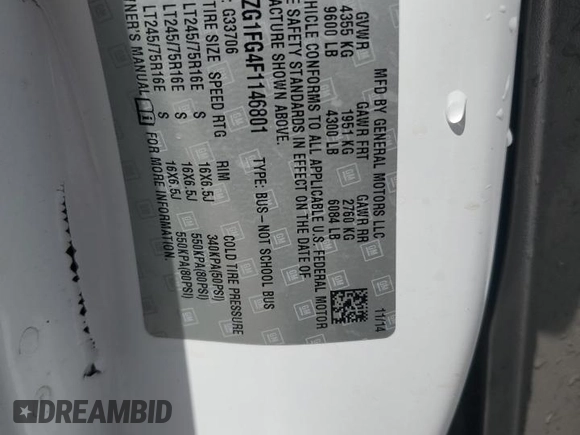 MFD BY GENERAL MOTORS LLC 11/14
GVWR GAWR FRT GAWR RR
4355 KG 1951 KG 2760 KG
9600 LB 4300 LB 6084 LB
VEHICLE CONFORMS TO ALL APPLICABLE U.S. FEDERAL MOTOR
SAFETY STANDARDS IN EFFECT ON THE DATE OF
SHOWN ABOVE.
ZG1FG4F1146801 TYPE: BUS-NOT SCHOOL BUS
G33706
TIRE SIZE SPEED RTG RIM COLD TIRE PRESSURE
LT245/75R16E S 16X6.5J 340KPA(50PSI)
LT245/75R16E S 16X6.5J 550KPA(80PSI)
LT245/75R16E S 16X6.5J 550KPA(80PSI)
MANUAL i FOR MORE INFORMATION.
GM
DREAMBID